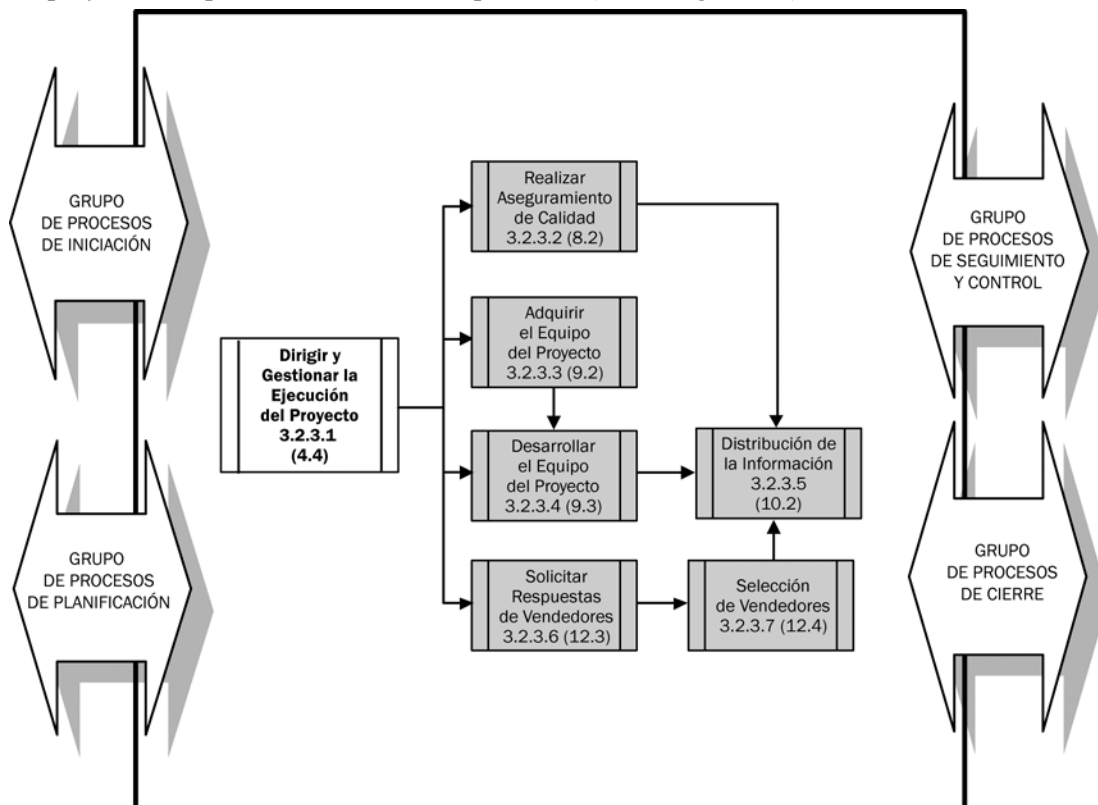 GRUPO
DE PROCESOS
DE INICIACIÓN
GRUPO
DE PROCESOS
DE PLANIFICACIÓN
Dirigir y
Gestionar la
Ejecución
del Proyecto
3.2.3.1
(4.4)
Realizar
Aseguramiento
de Calidad
3.2.3.2 (8.2)
Adquirir
el Equipo
del Proyecto
3.2.3.3 (9.2)
Desarrollar
el Equipo
del Proyecto
3.2.3.4 (9.3)
Solicitar
Respuestas
de Vendedores
3.2.3.6 (12.3)
Distribución de
la Información
3.2.3.5
(10.2)
Selección
de Vendedores
3.2.3.7 (12.4)
GRUPO
DE PROCESOS
DE SEGUIMIENTO
Y CONTROL
GRUPO
DE PROCESOS
DE CIERRE